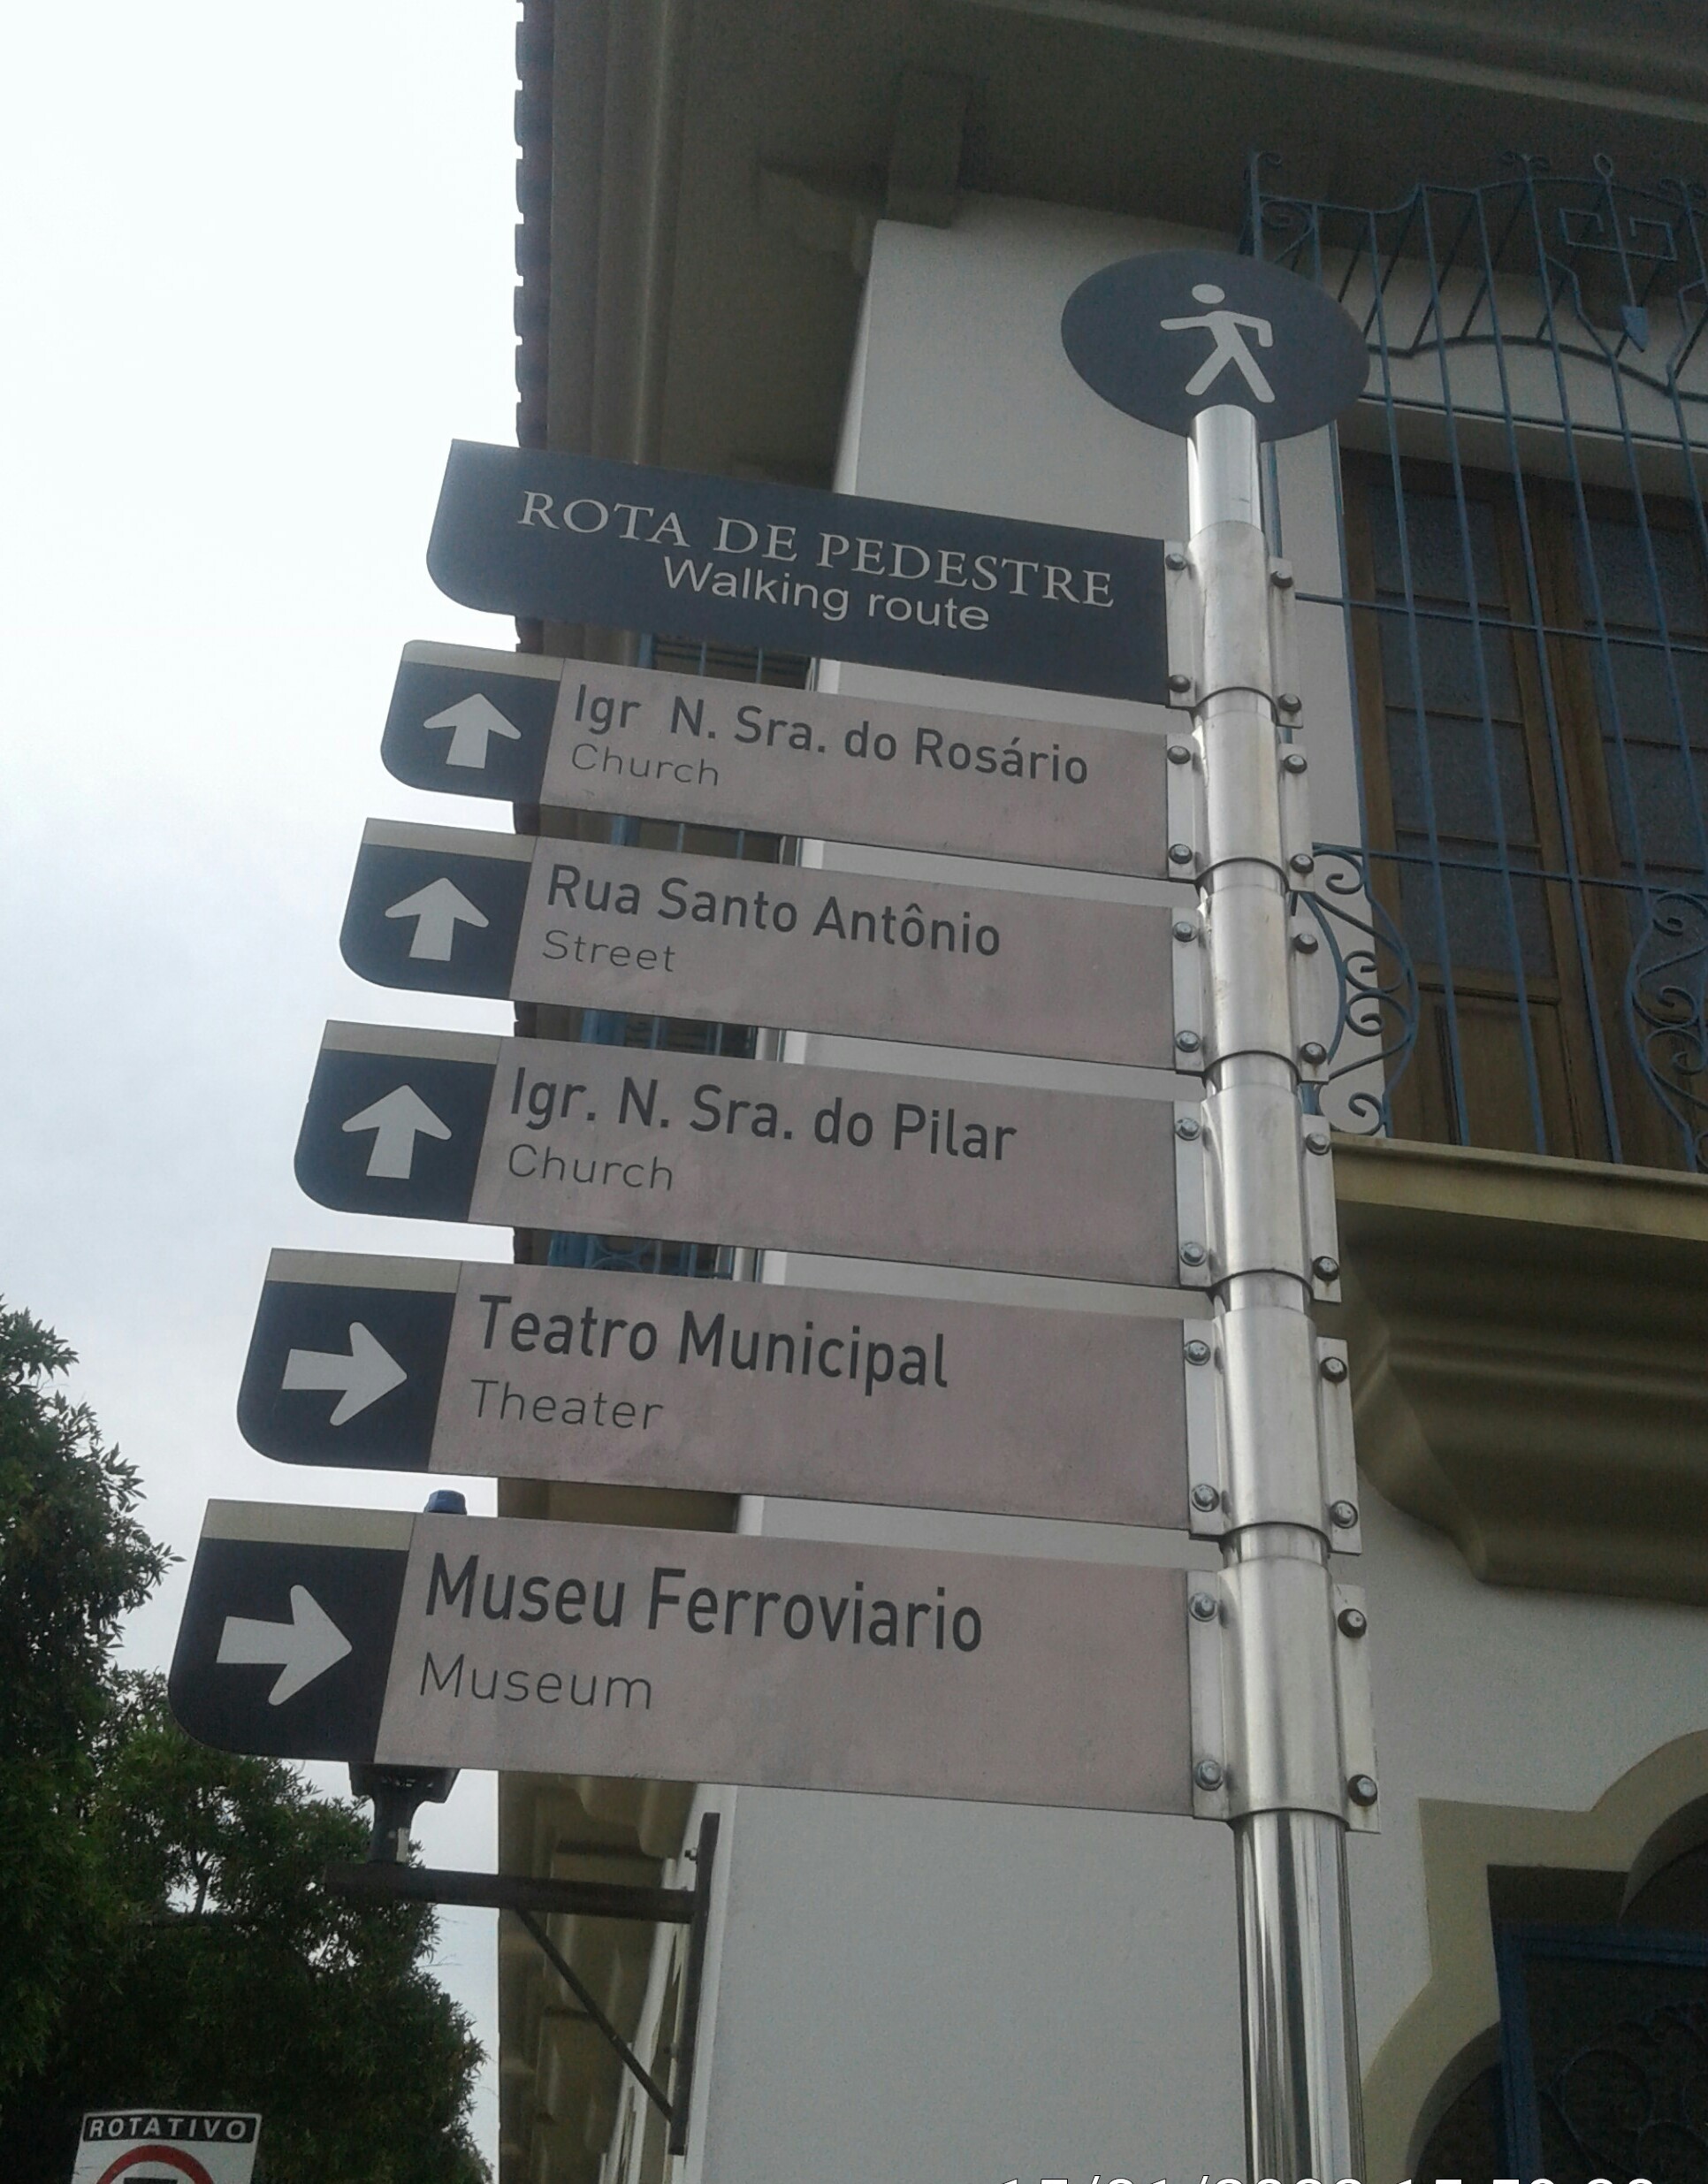 ROTA DE PEDESTRE
Walking route
Igr N. Sra. do Rosário
Church
Rua Santo Antônio
Street
Igr. N. Sra. do Pilar
Church
Teatro Municipal
Theater
Museu Ferroviario
Museum
ROTATIVO